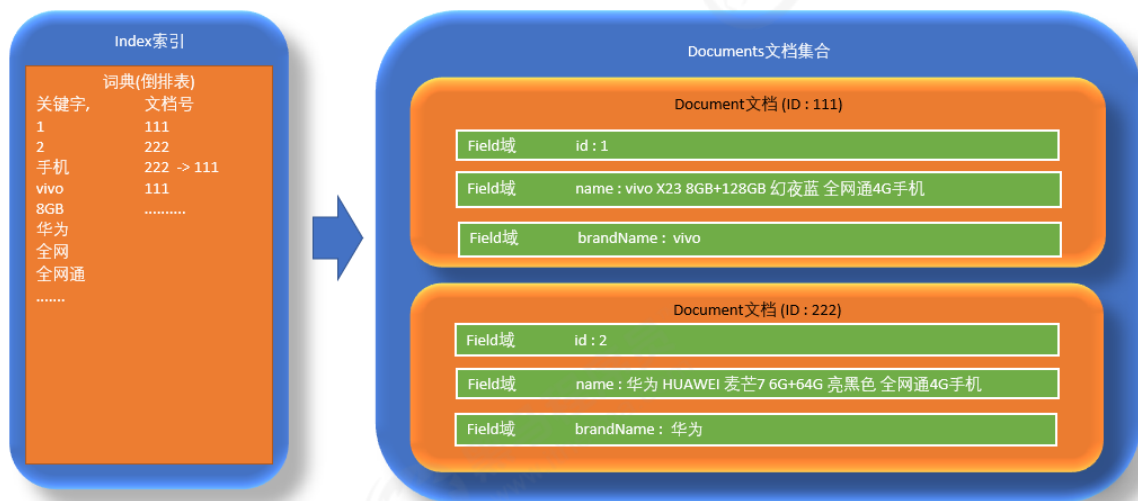 Index索引
词典(倒排表)
关键字, 文档号
1 111
2 222
手机 222 -> 111
vivo 111
8GB ..........
华为
全网
全网通
.......
Documents文档集合
Document文档 (ID : 111)
Field域 id : 1
Field域 name : vivo X23 8GB+128GB 幻夜蓝 全网通4G手机
Field域 brandName : vivo
Document文档 (ID : 222)
Field域 id : 2
Field域 name : 华为 HUAWEI 麦芒7 6G+64G 亮黑色 全网通4G手机
Field域 brandName : 华为